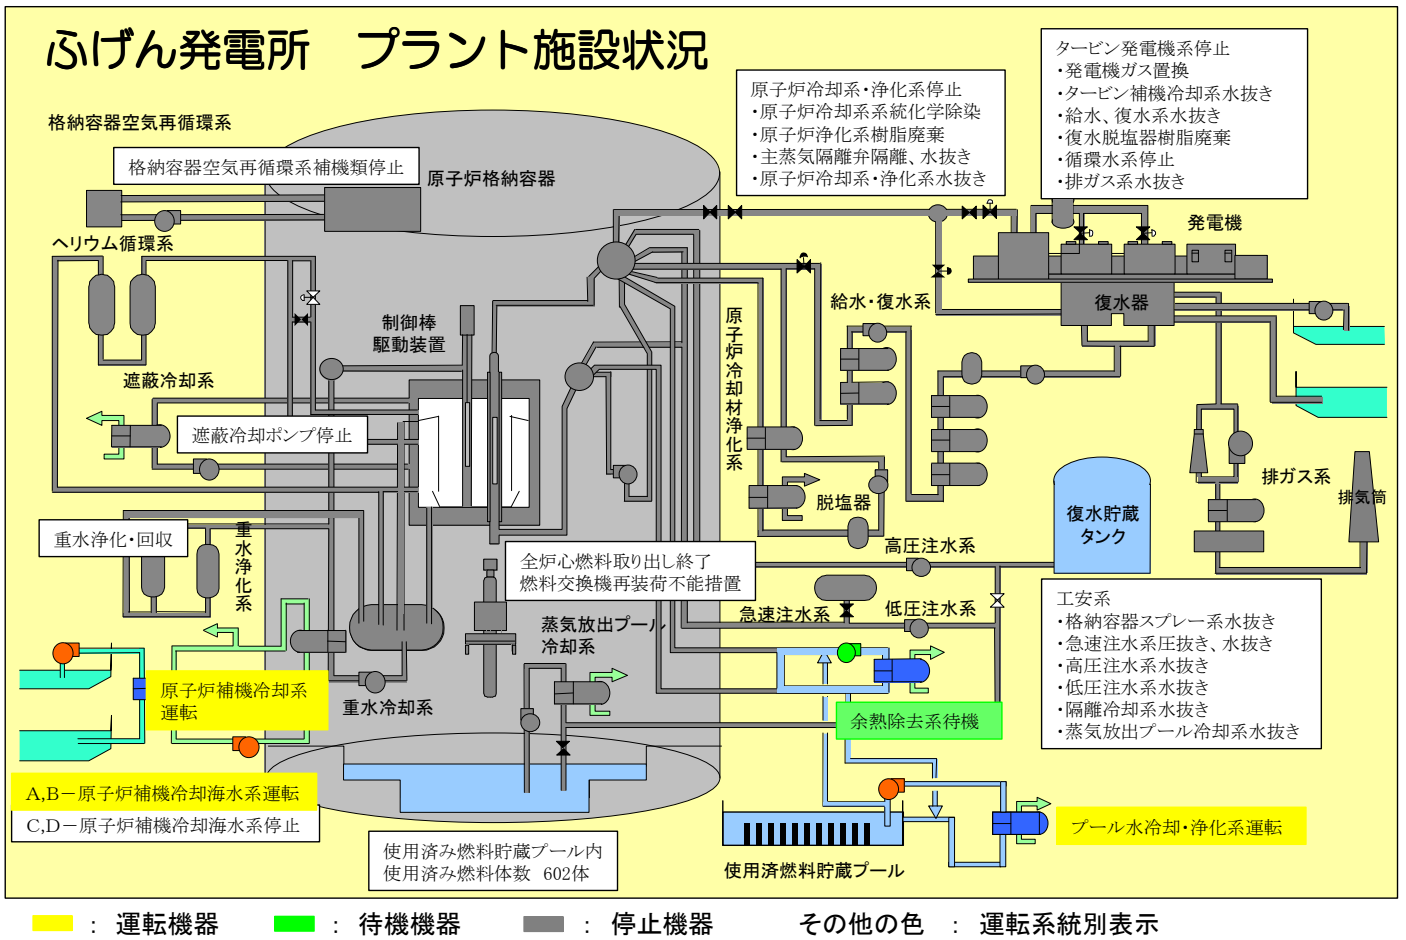 ふげん発電所　プラント施設状況
タービン発電機系停止
・発電機ガス置換
・タービン補機冷却系水抜き
・給水、復水系水抜き
・復水脱塩器樹脂廃棄
・循環水系停止
・排ガス系水抜き
原子炉冷却系・浄化系停止
・原子炉冷却系系統化学除染
・原子炉浄化系樹脂廃棄
・主蒸気隔離弁隔離、水抜き
・原子炉冷却系・浄化系水抜き
格納容器空気再循環系
格納容器空気再循環系補機類停止
原子炉格納容器
発電機
ヘリウム循環系
給水・復水系
復水器
原子炉冷却材浄化系
制御棒
駆動装置
遮蔽冷却系
遮蔽冷却ポンプ停止
排ガス系
排気筒
脱塩器
復水貯蔵
タンク
重水浄化・回収
重水浄化系
高圧注水系
全炉心燃料取り出し終了
燃料交換機再装荷不能措置
急速注水系
低圧注水系
工安系
・格納容器スプレー系水抜き
・急速注水系圧抜き、水抜き
・高圧注水系水抜き
・低圧注水系水抜き
・隔離冷却系水抜き
・蒸気放出プール冷却系水抜き
蒸気放出プール
冷却系
原子炉補機冷却系
運転
重水冷却系
余熱除去系待機
A,B－原子炉補機冷却海水系運転
C,D－原子炉補機冷却海水系停止
プール水冷却・浄化系運転
使用済み燃料貯蔵プール内
使用済み燃料体数　602体
使用済燃料貯蔵プール
：運転機器
：待機機器
：停止機器
その他の色　：運転系統別表示